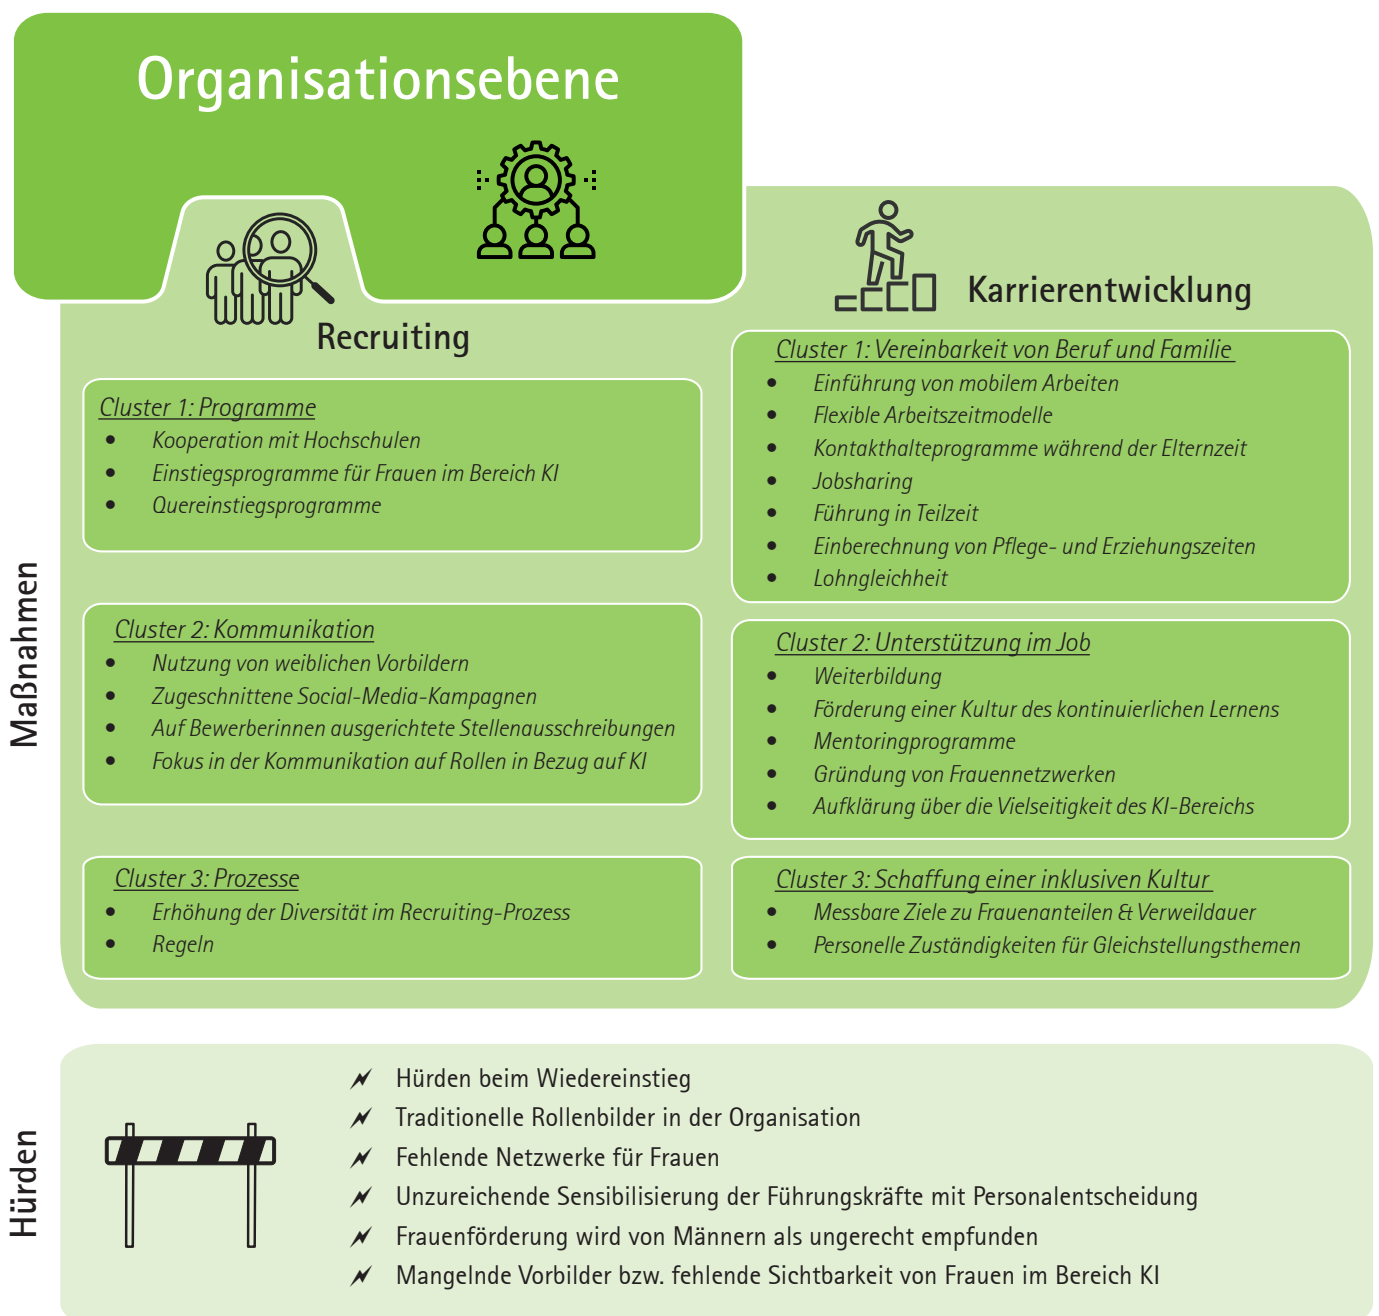 Organisationsebene
Recruiting
Cluster 1: Programme
• Kooperation mit Hochschulen
• Einstiegsprogramme für Frauen im Bereich KI
• Quereinstiegsprogramme
Cluster 2: Kommunikation
• Nutzung von weiblichen Vorbildern
• Zugeschnittene Social-Media-Kampagnen
• Auf Bewerberinnen ausgerichtete Stellenausschreibungen
• Fokus in der Kommunikation auf Rollen in Bezug auf KI
Cluster 3: Prozesse
• Erhöhung der Diversität im Recruiting-Prozess
• Regeln
Karrierentwicklung
Cluster 1: Vereinbarkeit von Beruf und Familie
• Einführung von mobilem Arbeiten
• Flexible Arbeitszeitmodelle
• Kontakthalteprogramme während der Elternzeit
• Jobsharing
• Führung in Teilzeit
• Einberechnung von Pflege- und Erziehungszeiten
• Lohngleichheit
Cluster 2: Unterstützung im Job
• Weiterbildung
• Förderung einer Kultur des kontinuierlichen Lernens
• Mentoringprogramme
• Gründung von Frauennetzwerken
• Aufklärung über die Vielseitigkeit des KI-Bereichs
Cluster 3: Schaffung einer inklusiven Kultur
• Messbare Ziele zu Frauenanteilen & Verweildauer
• Personelle Zuständigkeiten für Gleichstellungsthemen
Maßnahmen
Hürden
Hürden beim Wiedereinstieg
Traditionelle Rollenbilder in der Organisation
Fehlende Netzwerke für Frauen
Unzureichende Sensibilisierung der Führungskräfte mit Personalentscheidung
Frauenförderung wird von Männern als ungerecht empfunden
Mangelnde Vorbilder bzw. fehlende Sichtbarkeit von Frauen im Bereich KI